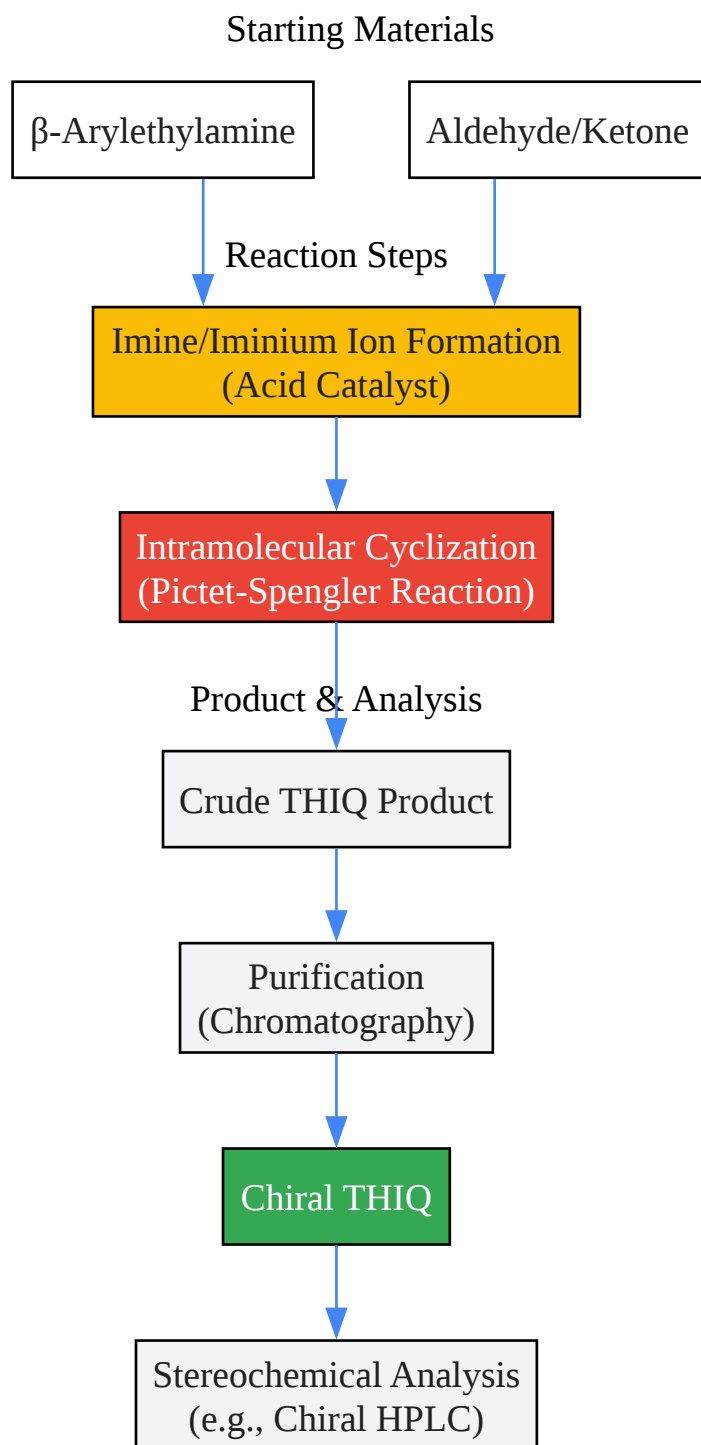 Starting Materials
β-Arylethylamine
Aldehyde/Ketone
Reaction Steps
Imine/Iminium Ion Formation
(Acid Catalyst)
Intramolecular Cyclization
(Pictet-Spengler Reaction)
Product & Analysis
Crude THIQ Product
Purification
(Chromatography)
Chiral THIQ
Stereochemical Analysis
(e.g., Chiral HPLC)